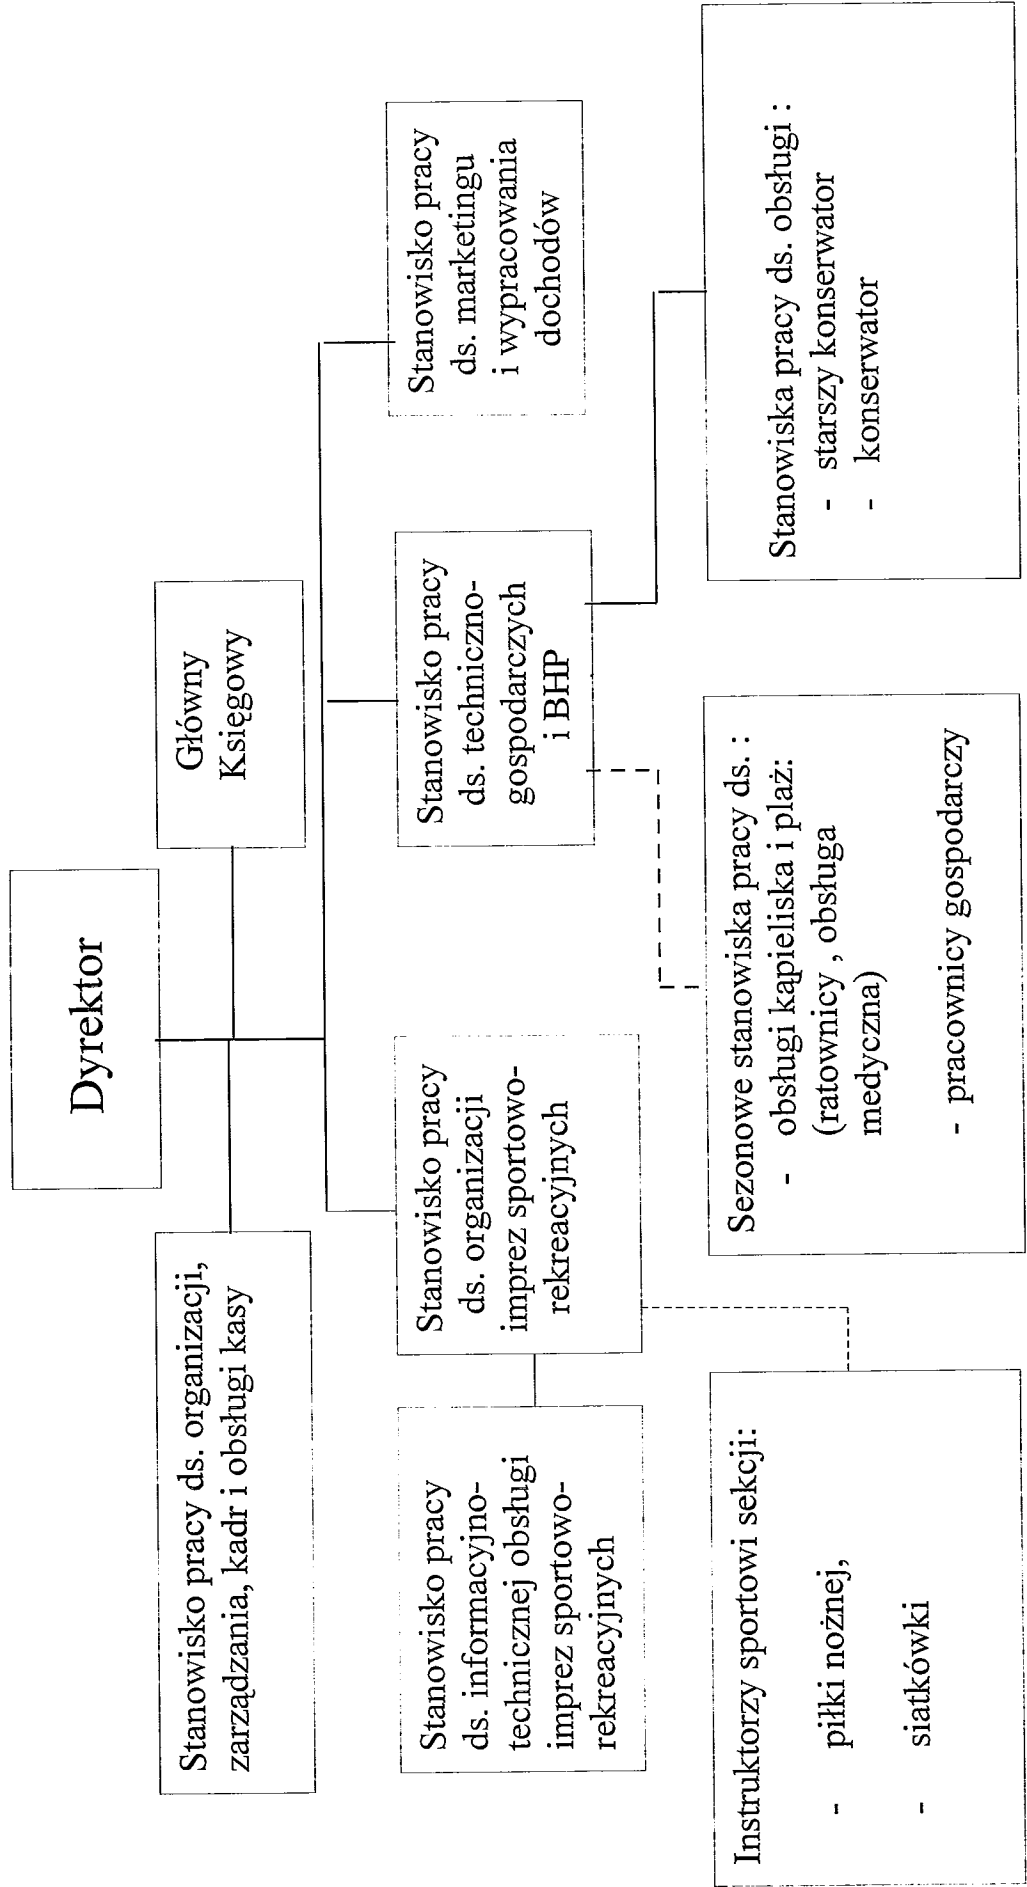 Dyrektor
Stanowisko pracy ds. organizacji,
zarządzania, kadr i obsługi kasy
Główny
Księgowy
Stanowisko pracy
ds. informacyjno-
technicznej obsługi
imprez sportowo-
rekreacyjnych
Stanowisko pracy
ds. organizacji
imprez sportowo-
rekreacyjnych
Stanowisko pracy
ds. techniczno-
gospodarczych
i BHP
Stanowisko pracy
ds. marketingu
i wypracowania
dochodów
Instruktorzy sportowi sekcji:
- piłki nożnej,
- siatkówki
Sezonowe stanowiska pracy ds. :
- obsługi kąpieliska i plaż:
(ratownicy , obsługa
medyczna)
- pracownicy gospodarczy
Stanowiska pracy ds. obsługi :
- starszy konserwator
- konserwator